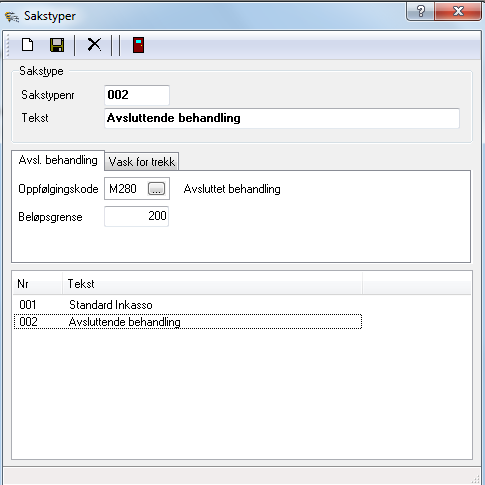 Sakstyper
?
Sakstype
Sakstypenr 002
Tekst Avsluttende behandling
Avsl. behandling Vask for trekk
Oppfølgingskode M280 ... Avsluttet behandling
Beløpsgrense 200
Nr Tekst
001 Standard Inkasso
002 Avsluttende behandling